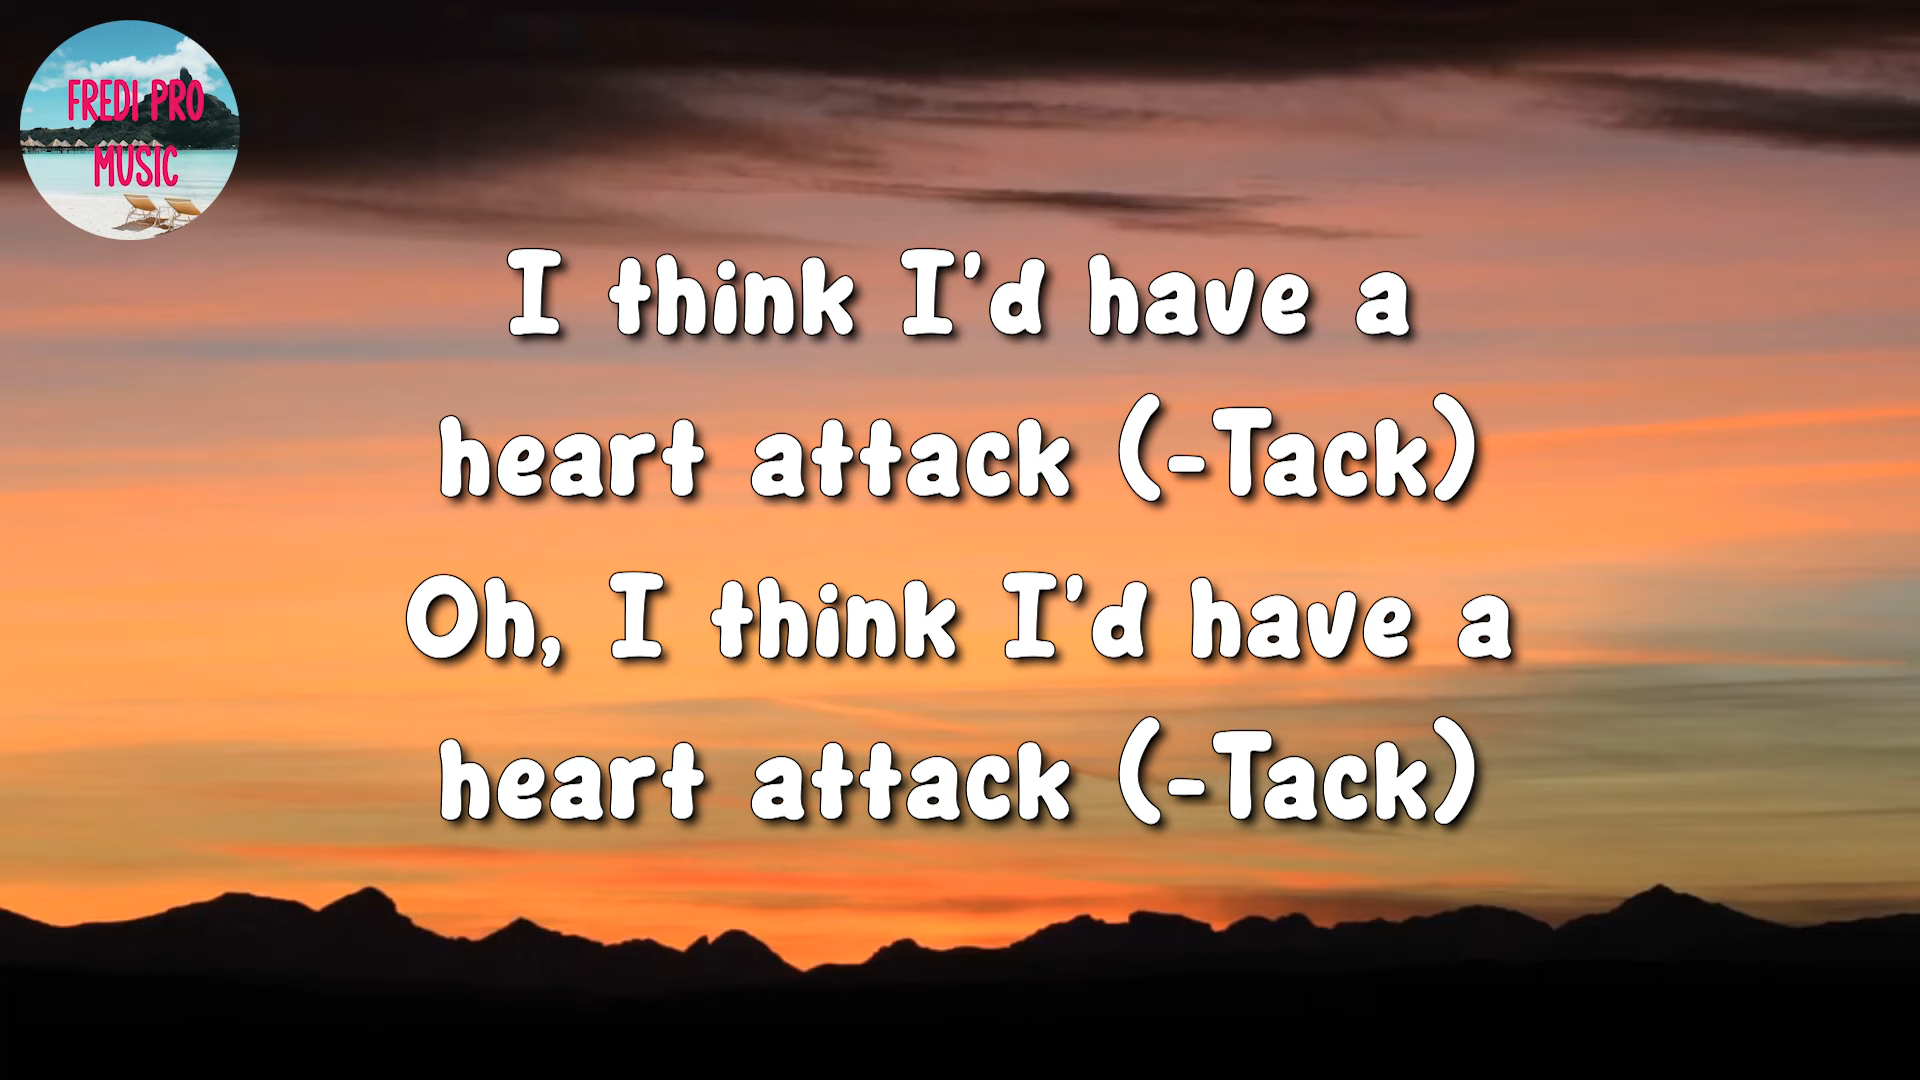 FREDI PRO
MUSIC
I think I'd have a
heart attack (-Tack)
Oh, I think I'd have a
heart attack (-Tack)